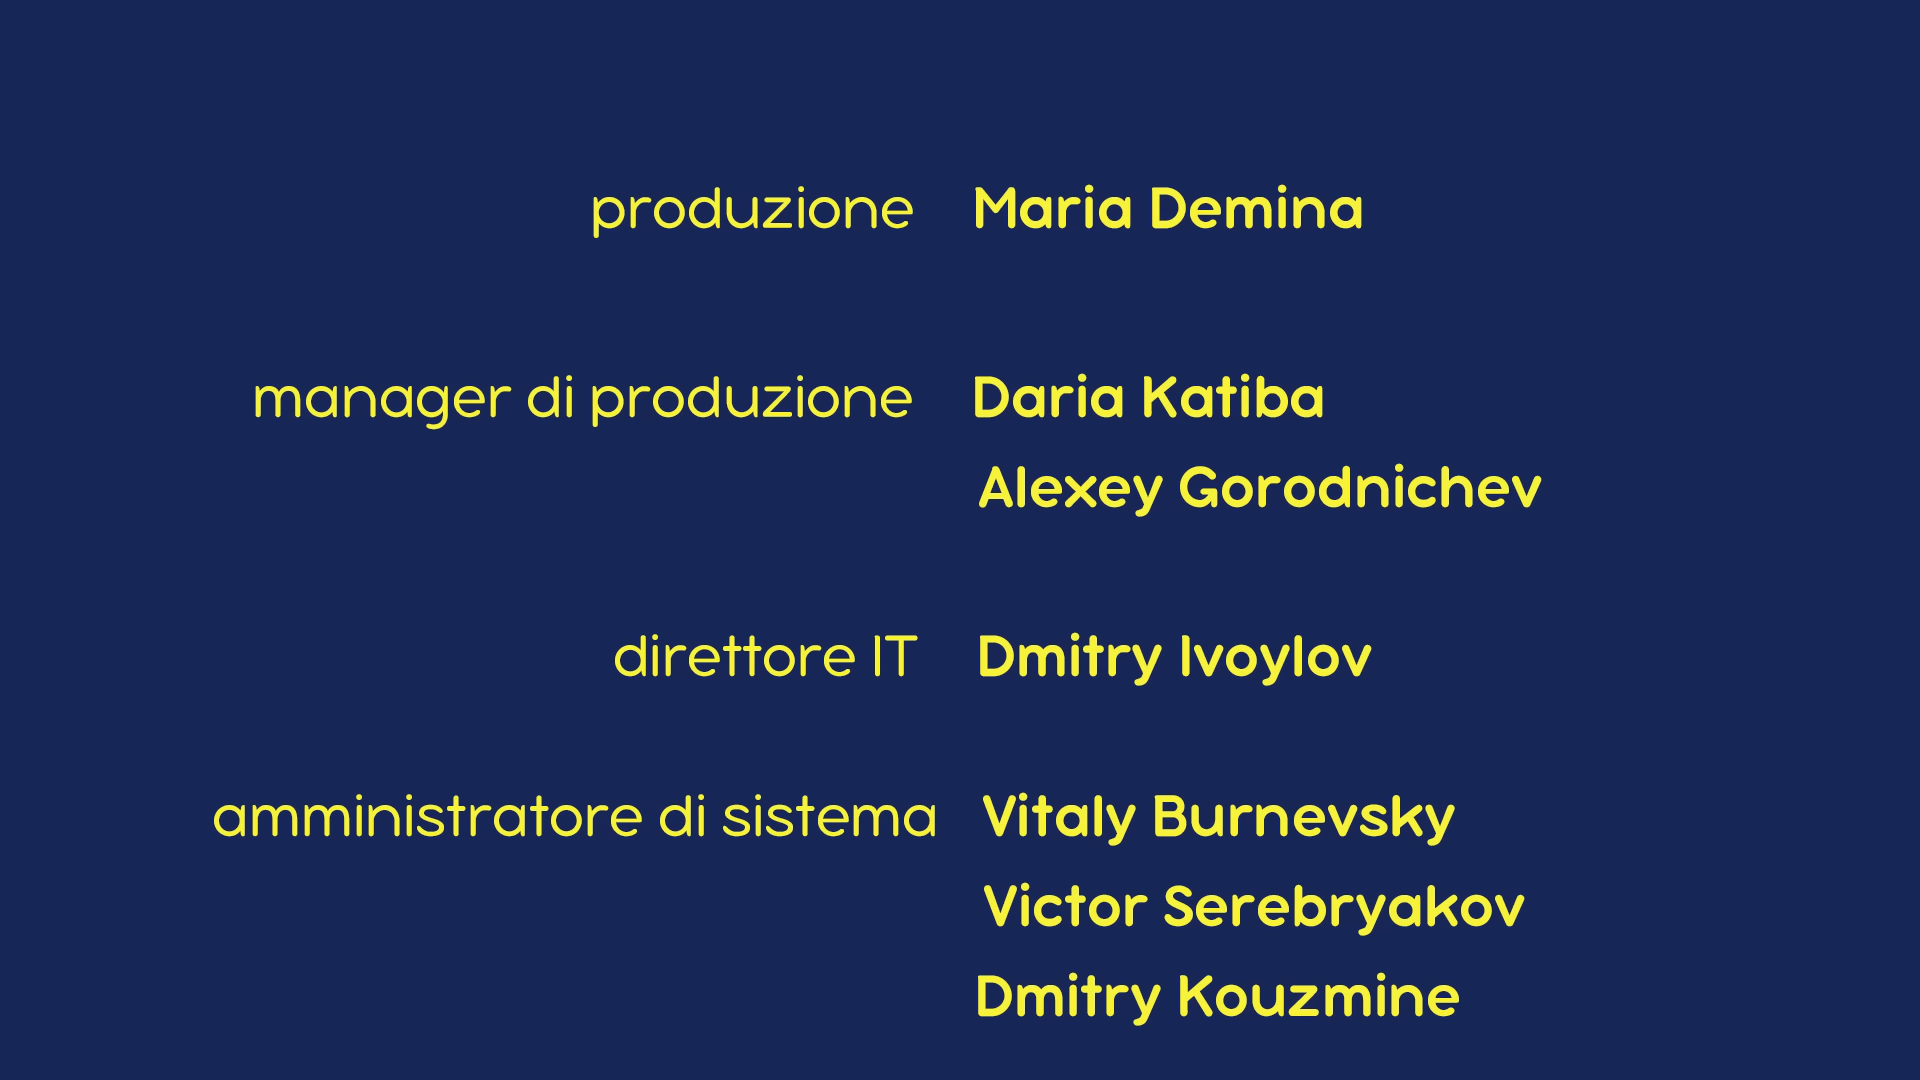 produzione Maria Demina
manager di produzione Daria Katiba
Alexey Gorodnichev
direttore IT Dmitry Ivoylov
amministratore di sistema Vitaly Burnevsky
Victor Serebryakov
Dmitry Kouzmine